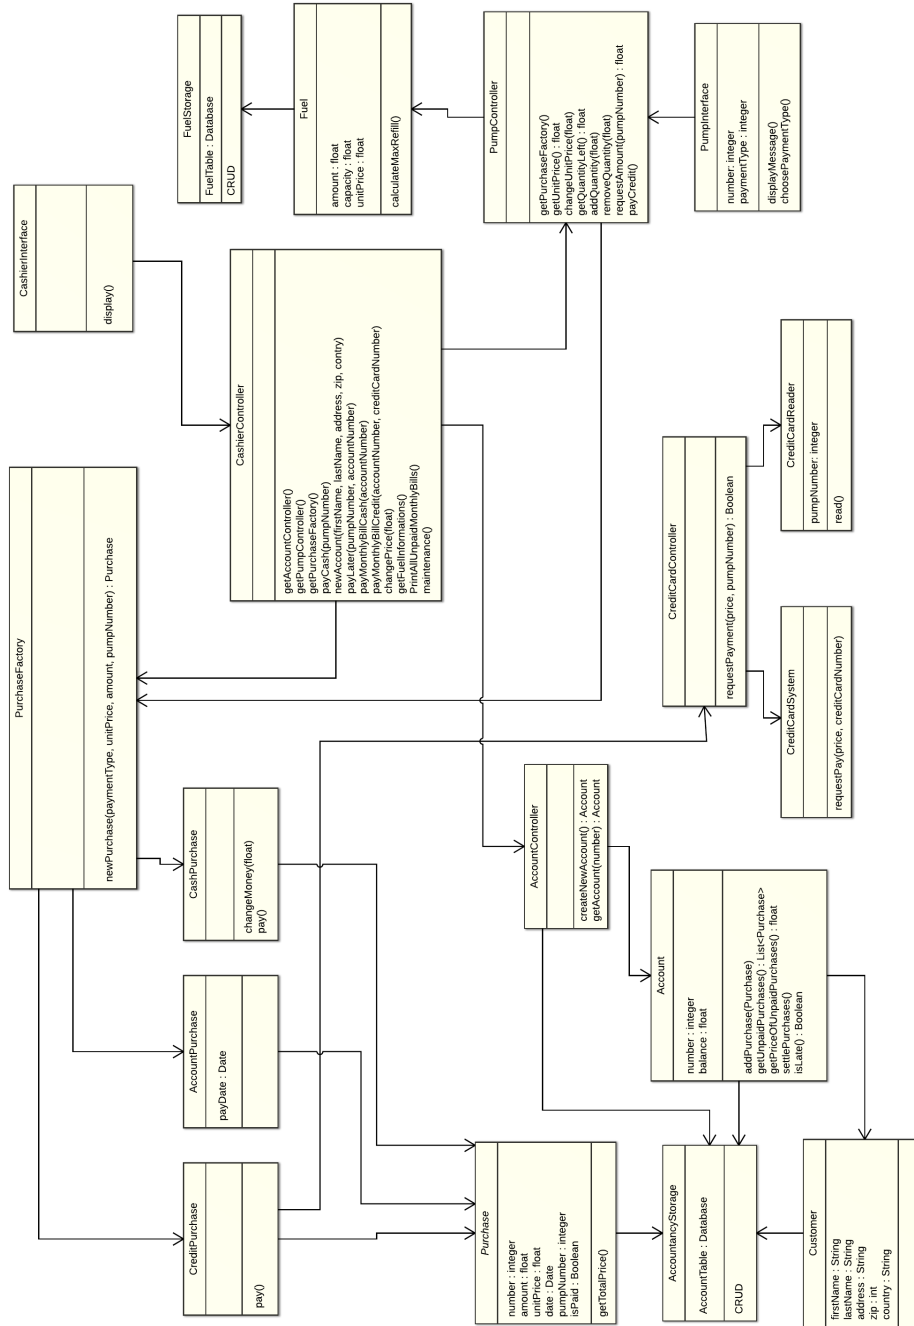 PurchaseFactory
newPurchase(paymentType, unitPrice, amount, pumpNumber) : Purchase
CashierInterface
display()
FuelStorage
FuelTable : Database
CRUD
CreditPurchase
pay()
AccountPurchase
payDate : Date
CashPurchase
changeMoney(float)
pay()
CashierController
getAccountController()
getPumpController()
getPurchaseFactory()
payCash(pumpNumber)
newAccount(firstName, lastName, address, zip, contry)
payLater(pumpNumber, accountNumber)
payMonthlyBillCash(accountNumber)
payMonthlyBillCredit(accountNumber, creditCardNumber)
changePrice(float)
getFuelInformations()
PrintAllUnpaidMonthlyBills()
maintenance()
Fuel
amount : float
capacity : float
unitPrice : float
calculateMaxRefill()
Purchase
number : integer
amount : float
unitPrice : float
date : Date
pumpNumber : integer
isPaid : Boolean
getTotalPrice()
AccountController
createNewAccount() : Account
getAccount(number) : Account
PumpController
getPurchaseFactory()
getUnitPrice() : float
changeUnitPrice(float)
getQuantityLeft() : float
addQuantity(float)
removeQuantity(float)
requestAmount(pumpNumber) : float
payCredit()
AccountancyStorage
AccountTable : Database
CRUD
Account
number : integer
balance : float
addPurchase(Purchase)
getUnpaidPurchases() : List<Purchase>
getPriceOfUnpaidPurchases() : float
settlePurchases()
isLate() : Boolean
CreditCardController
requestPayment(price, pumpNumber) : Boolean
PumpInterface
number: integer
paymentType : integer
displayMessage()
choosePaymentType()
Customer
firstName : String
lastName : String
address : String
zip : int
country : String
CreditCardSystem
requestPay(price, creditCardNumber)
CreditCardReader
pumpNumber: integer
read()